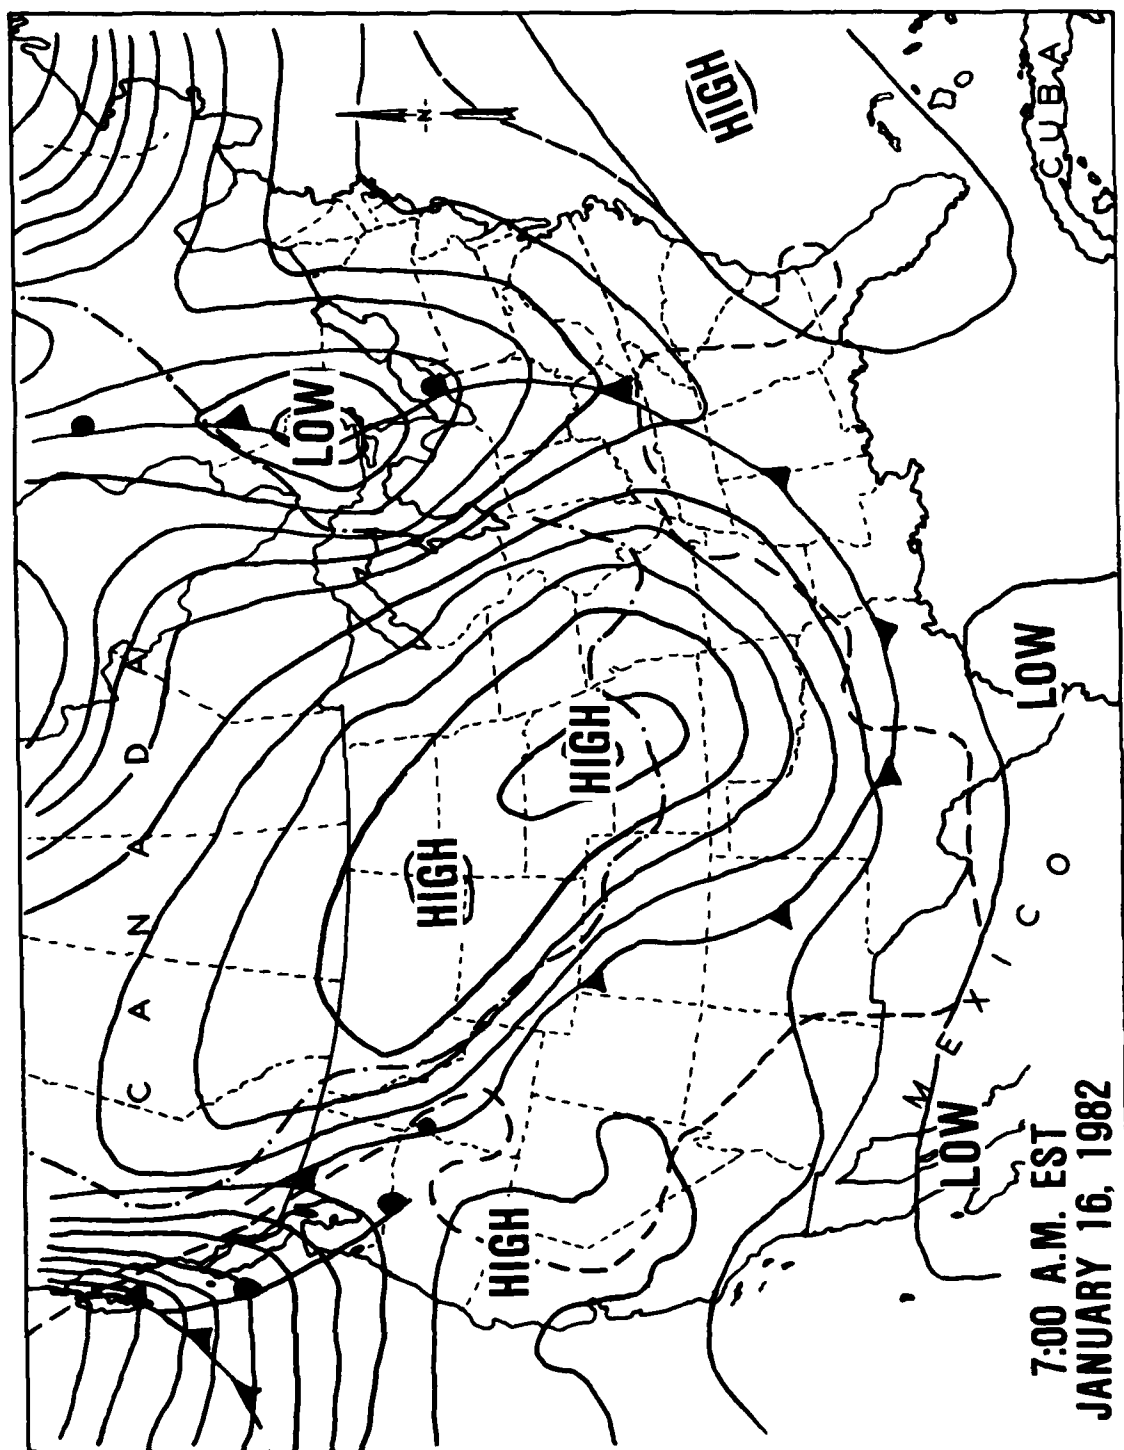 CANADA
LOW
N
HIGH
HIGH
HIGH
HIGH
LOW
MEXICO
LOW
CUBA
7:00 A.M. EST
JANUARY 16, 1982